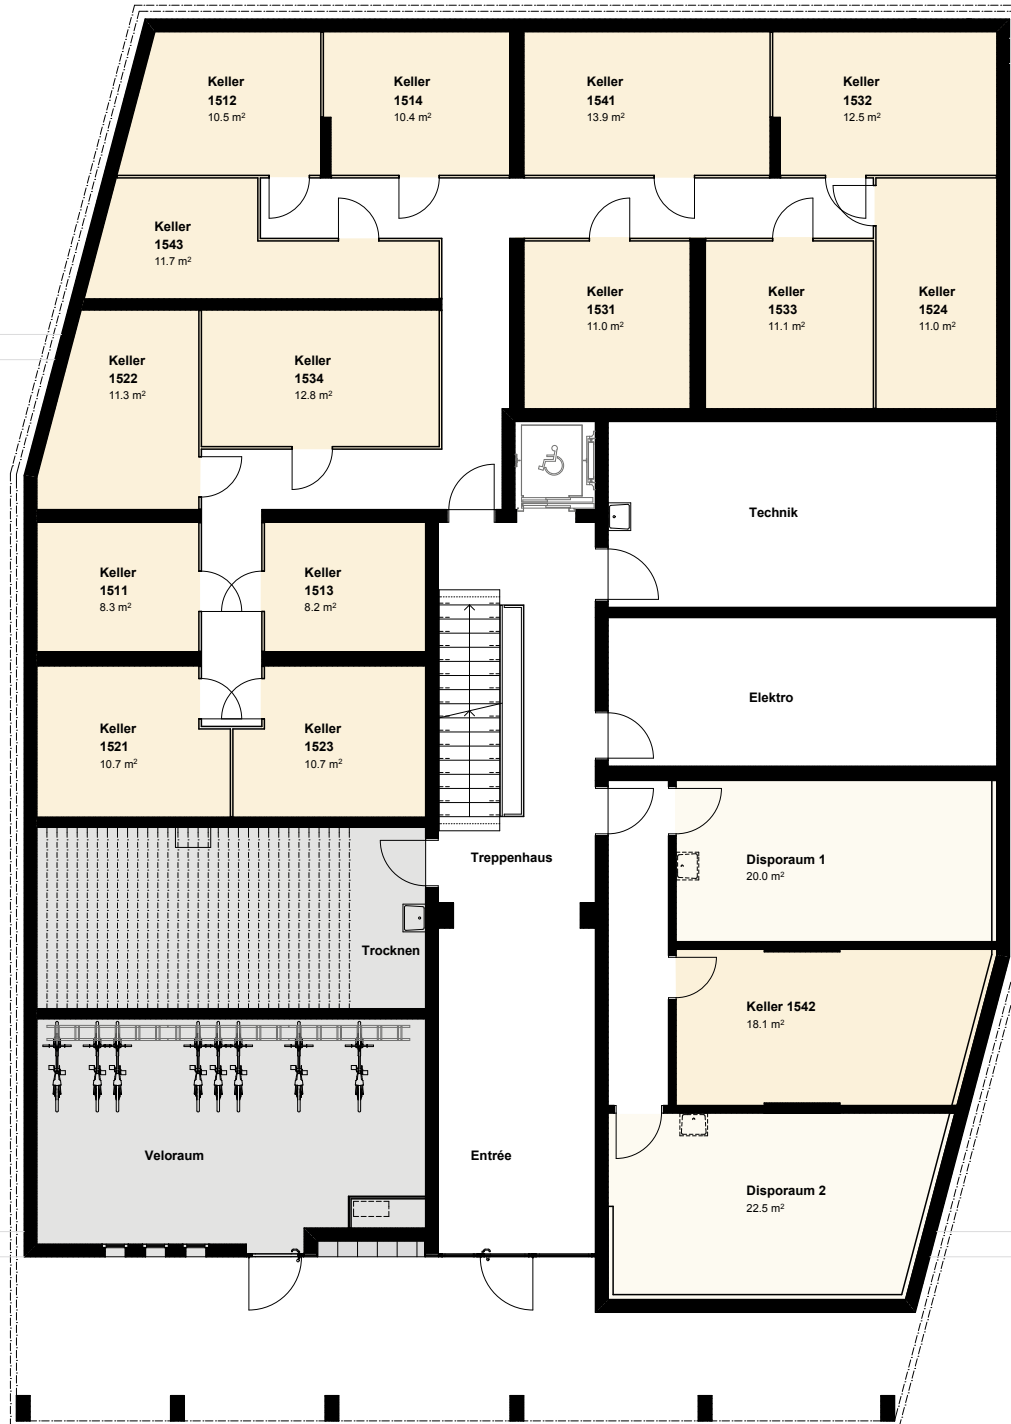 Keller
1512
10.5 m²
Keller
1514
10.4 m²
Keller
1541
13.9 m²
Keller
1532
12.5 m²
Keller
1543
11.7 m²
Keller
1531
11.0 m²
Keller
1533
11.1 m²
Keller
1524
11.0 m²
Keller
1522
11.3 m²
Keller
1534
12.8 m²
Technik
Keller
1511
8.3 m²
Keller
1513
8.2 m²
Elektro
Keller
1521
10.7 m²
Keller
1523
10.7 m²
Treppenhaus
Disporaum 1
20.0 m²
Trocknen
Keller 1542
18.1 m²
Veloraum
Entrée
Disporaum 2
22.5 m²